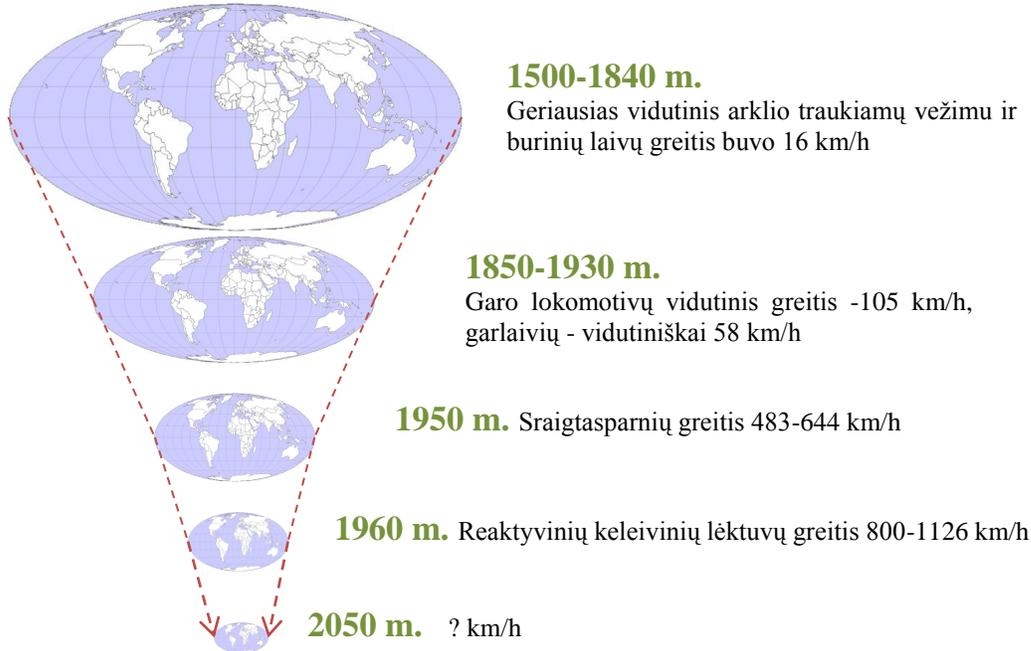 1500-1840 m.
Geriausias vidutinis arklio traukiamų vežimu ir
burinių laivų greitis buvo 16 km/h
1850-1930 m.
Garo lokomotivų vidutinis greitis -105 km/h,
garlaivių - vidutiniškai 58 km/h
1950 m. Sraigtasparnių greitis 483-644 km/h
1960 m. Reaktyvinių keleivinių lėktuvų greitis 800-1126 km/h
2050 m. ? km/h